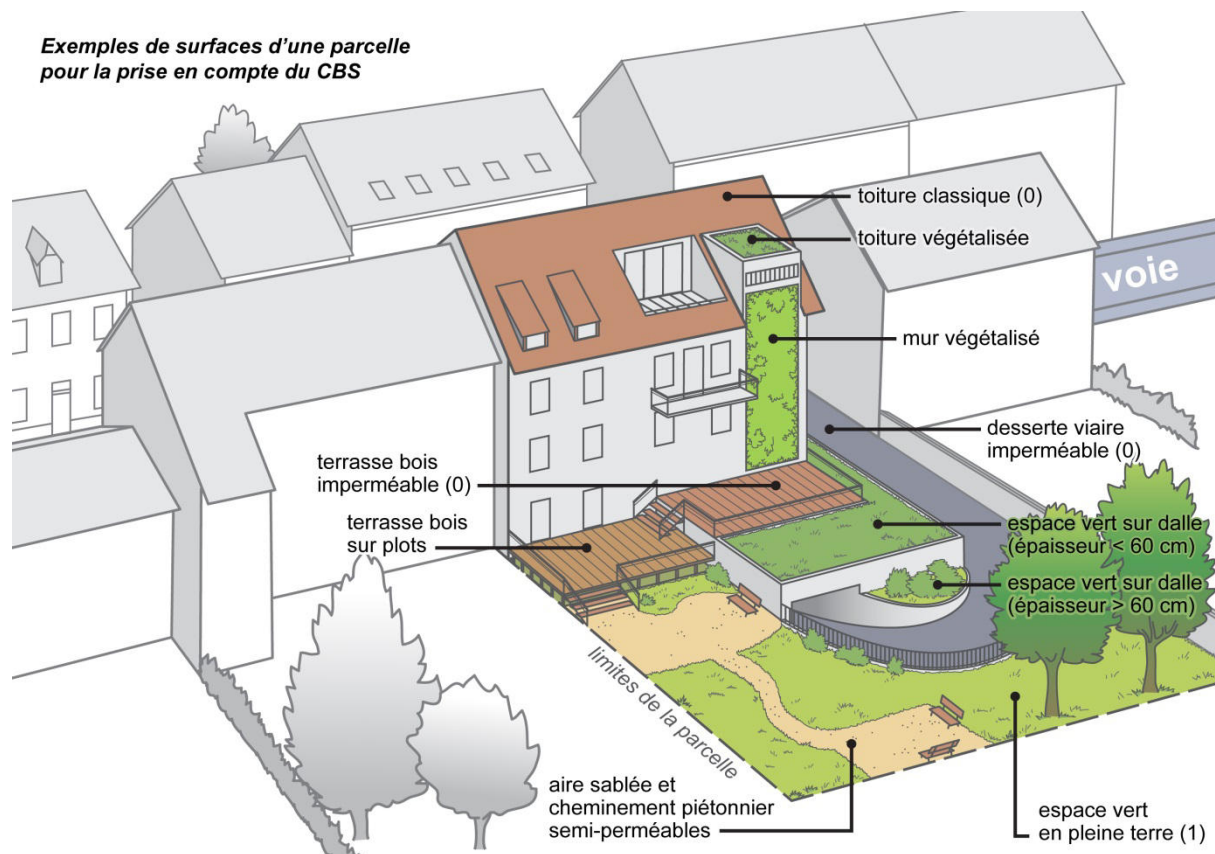 Exemples de surfaces d'une parcelle
pour la prise en compte du CBS
toiture classique (0)
toiture végétalisée
voie
mur végétalisé
desserte viaire
imperméable (0)
terrasse bois
imperméable (0)
terrasse bois
sur plots
espace vert sur dalle
(épaisseur < 60 cm)
espace vert sur dalle
(épaisseur > 60 cm)
limites de la parcelle
aire sablée et
cheminement piétonnier
semi-perméables
espace vert
en pleine terre (1)